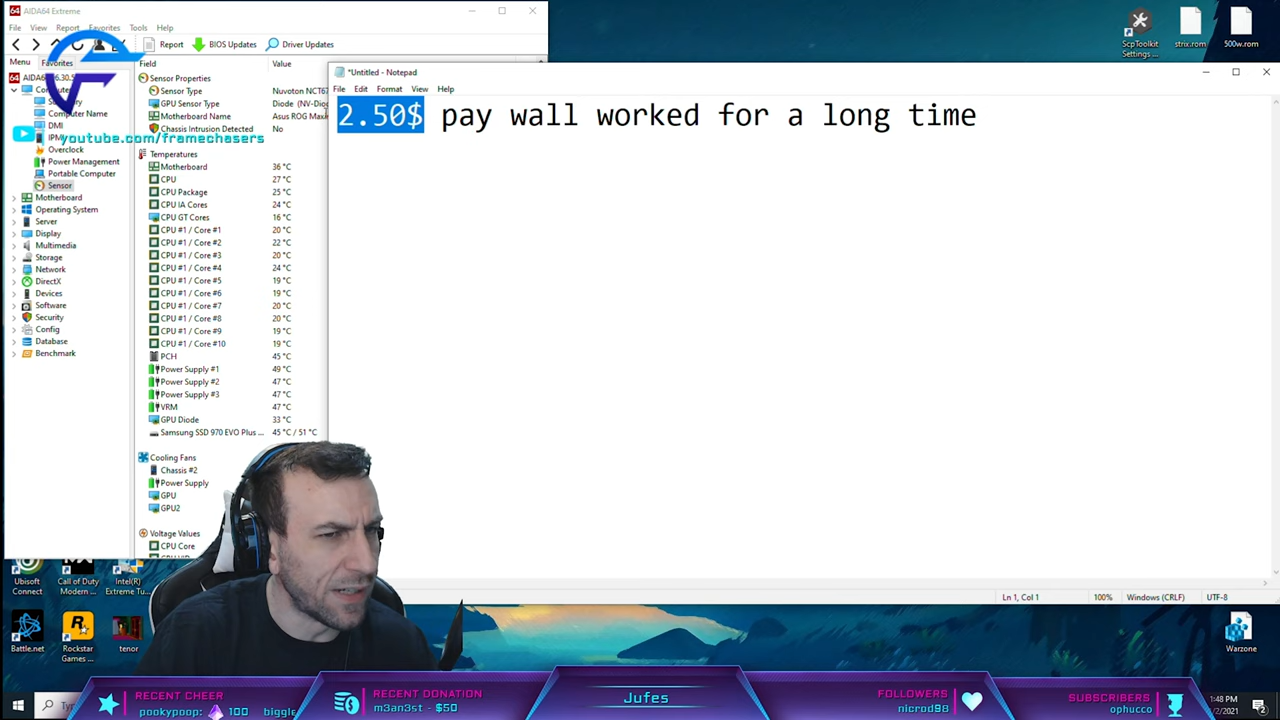 AIDA64 Extreme
File View Report Favorites Tools Help
Report BIOS Updates Driver Updates
Menu Favorites
Field Value
Computer Name
DMI
Overclock
Power Management
Portable Computer
Sensor
Motherboard
Operating System
Server
Display
Multimedia
Storage
Network
DirectX
Devices
Software
Security
Config
Database
Benchmark
Sensor Properties
Sensor Type Nuvoton NCT67
GPU Sensor Type Diode (NV-Diod
Motherboard Name Asus ROG Maxim
Chassis Intrusion Detected No
youtube.com/framechasers
Temperatures
Motherboard 36 °C
CPU 27 °C
CPU Package 25 °C
CPU IA Cores 24 °C
CPU GT Cores 16 °C
CPU #1 / Core #1 20 °C
CPU #1 / Core #2 22 °C
CPU #1 / Core #3 20 °C
CPU #1 / Core #4 24 °C
CPU #1 / Core #5 19 °C
CPU #1 / Core #6 19 °C
CPU #1 / Core #7 20 °C
CPU #1 / Core #8 20 °C
CPU #1 / Core #9 19 °C
CPU #1 / Core #10 19 °C
PCH 45 °C
Power Supply #1 49 °C
Power Supply #2 47 °C
Power Supply #3 47 °C
VRM 47 °C
GPU Diode 33 °C
Samsung SSD 970 EVO Plus ... 45 °C / 51 °C
Cooling Fans
Chassis #2
Power Supply
GPU
GPU2
Voltage Values
CPU Core
*Untitled - Notepad
File Edit Format View Help
2.50$ pay wall worked for a long time
Ln 1, Col 1 100% Windows (CRLF) UTF-8
ScpToolkit Settings ...
strix.rom
500w.rom
Ubisoft Connect
Call of Duty Modern ...
Intel(R) Extreme Tu...
Battle.net
Rockstar Games ...
tenor
Warzone
RECENT CHEER
pookypoop: 100 biggle
RECENT DONATION
m3an3st - $50
Jufes
FOLLOWERS
nicrod98
SUBSCRIBERS
ophucco
1:48 PM